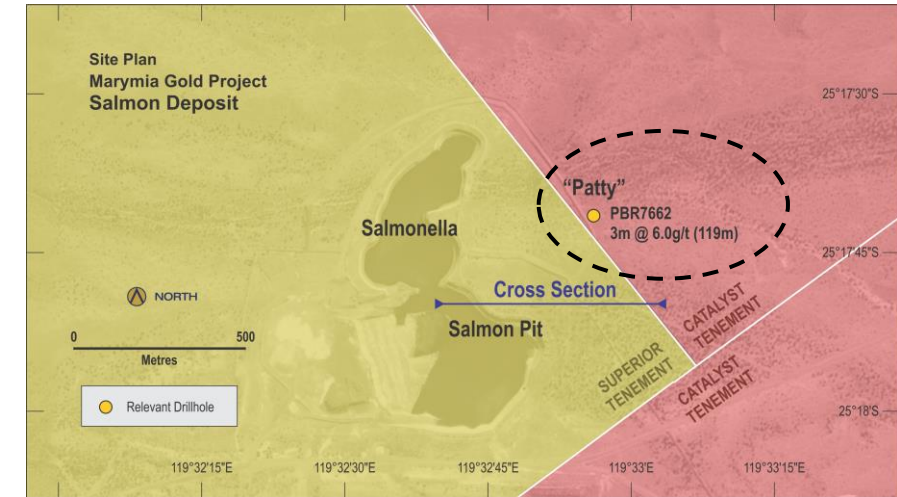 Site Plan
Marymia Gold Project
Salmon Deposit
25°17'30"S
"Patty"
PBR7662
3m @ 6.0g/t (119m)
Salmonella
25°17'45"S
NORTH
Cross Section
0 500
Metres
Salmon Pit
CATALYST
TENEMENT
SUPERIOR
TENEMENT
CATALYST
TENEMENT
Relevant Drillhole
25°18'S
119°32'15"E 119°32'30"E 119°32'45"E 119°33'E 119°33'15"E